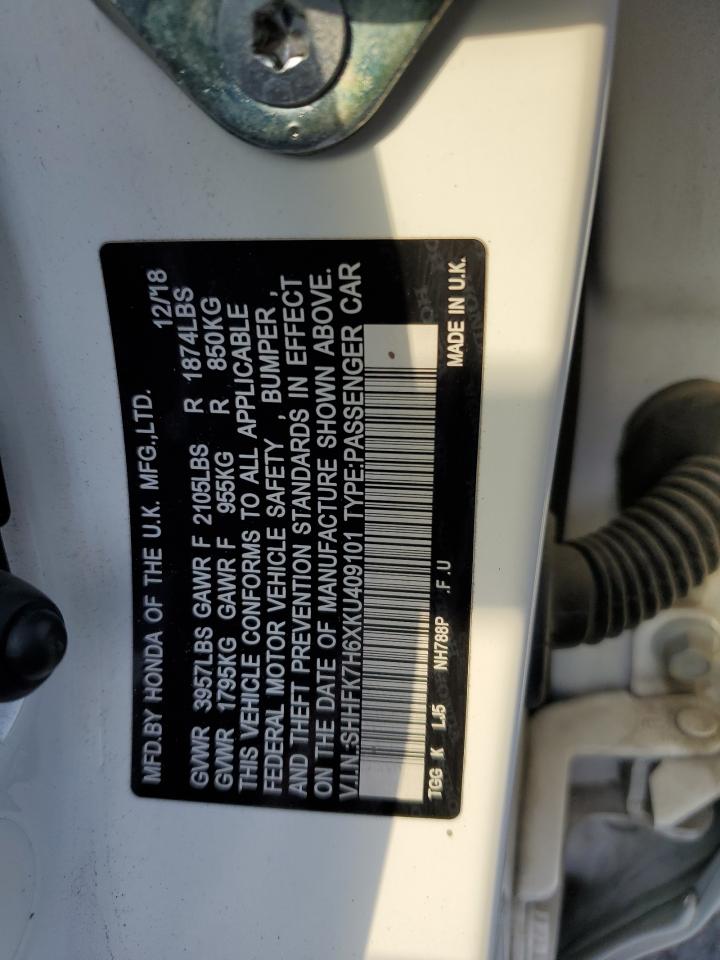 MFD.BY HONDA OF THE U.K. MFG.,LTD. 12/18
GVWR 3957LBS GAWR F 2105LBS R 1874LBS
GVWR 1795KG GAWR F 955KG R 850KG
THIS VEHICLE CONFORMS TO ALL APPLICABLE
FEDERAL MOTOR VEHICLE SAFETY , BUMPER ,
AND THEFT PREVENTION STANDARDS IN EFFECT
ON THE DATE OF MANUFACTURE SHOWN ABOVE.
V.I.N.:SHHFK7H6XKU409101 TYPE:PASSENGER CAR
TGG K LJ5 NH788P .F.U MADE IN U.K.